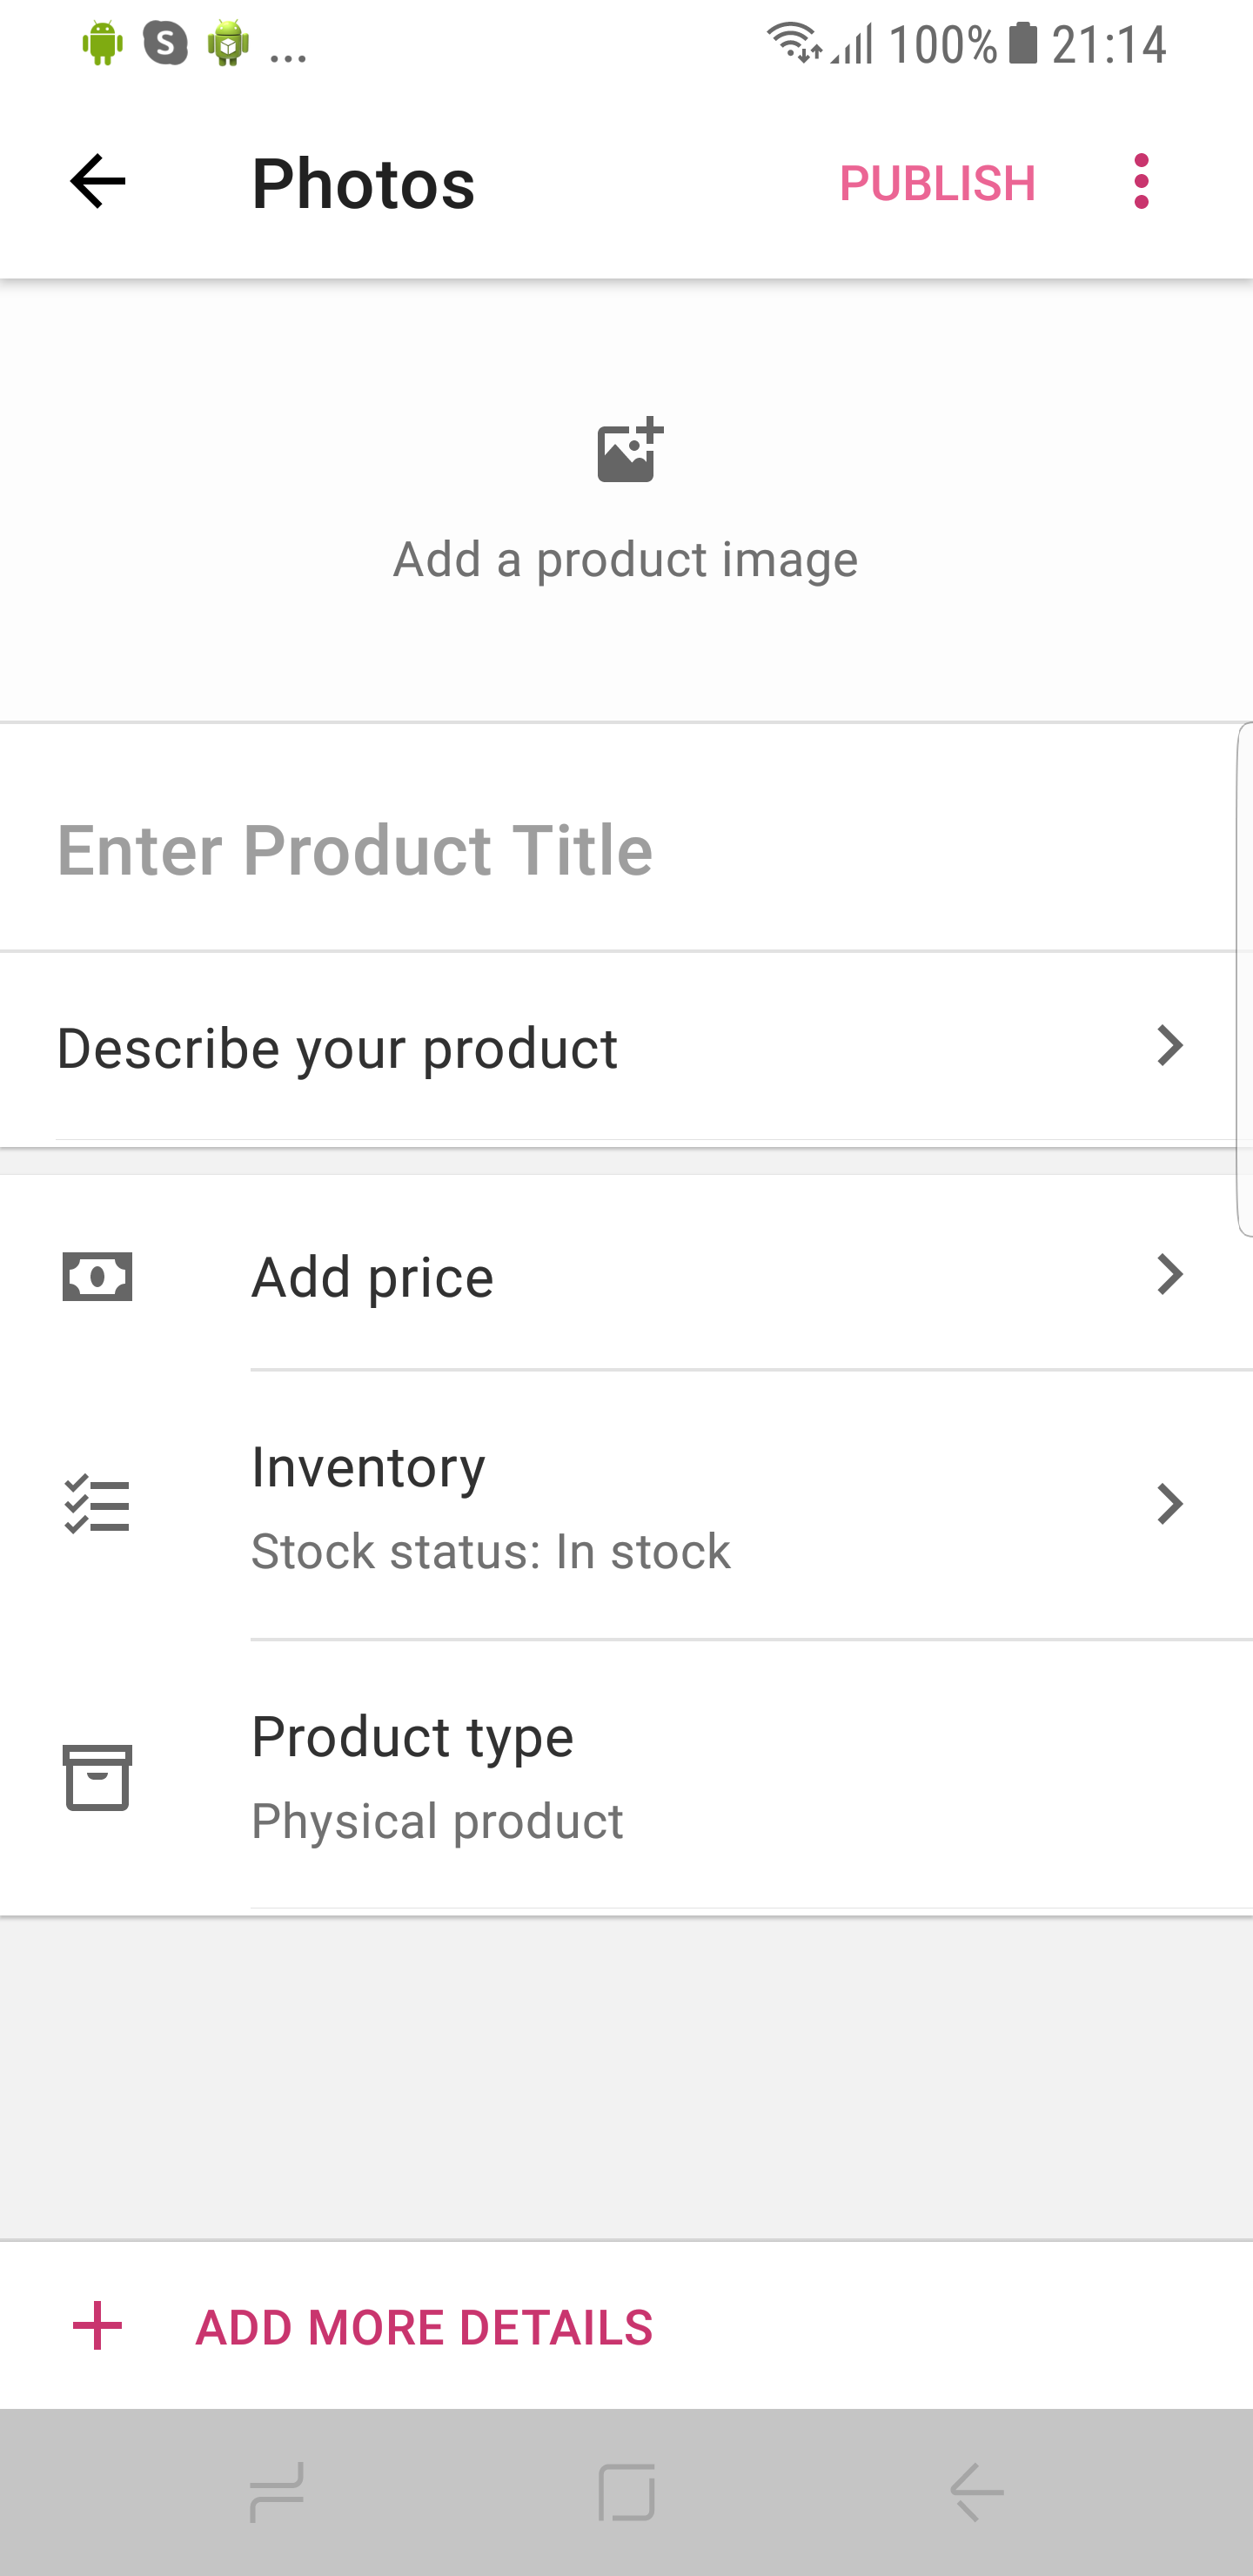 S ... 100% 21:14
Photos PUBLISH
Add a product image
Enter Product Title
Describe your product
Add price
Inventory
Stock status: In stock
Product type
Physical product
ADD MORE DETAILS